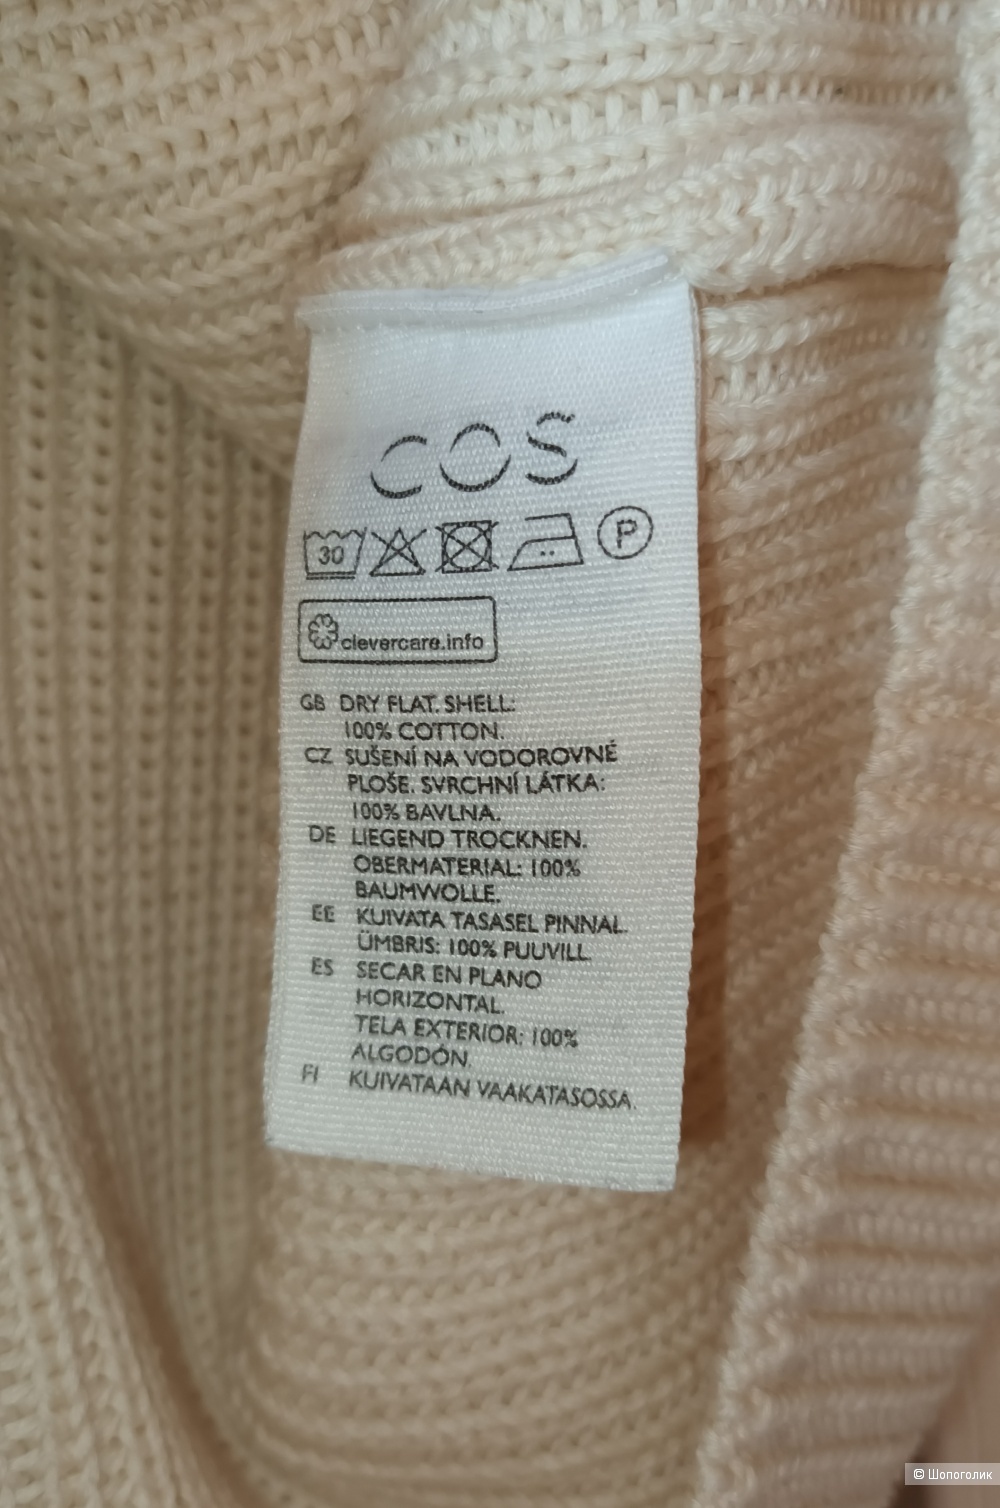 COS
30
P
clevercare.info
GB DRY FLAT. SHELL:
100% COTTON.
CZ SUŠENÍ NA VODOROVNÉ
PLOŠE. SVRCHNÍ LÁTKA:
100% BAVLNA.
DE LIEGEND TROCKNEN.
OBERMATERIAL: 100%
BAUMWOLLE.
EE KUIVATA TASASEL PINNAL.
ÜMBRIS: 100% PUUVILL.
ES SECAR EN PLANO
HORIZONTAL.
TELA EXTERIOR: 100%
ALGODÓN.
FI KUIVATAAN VAAKATASOSSA.
© Шопоголик